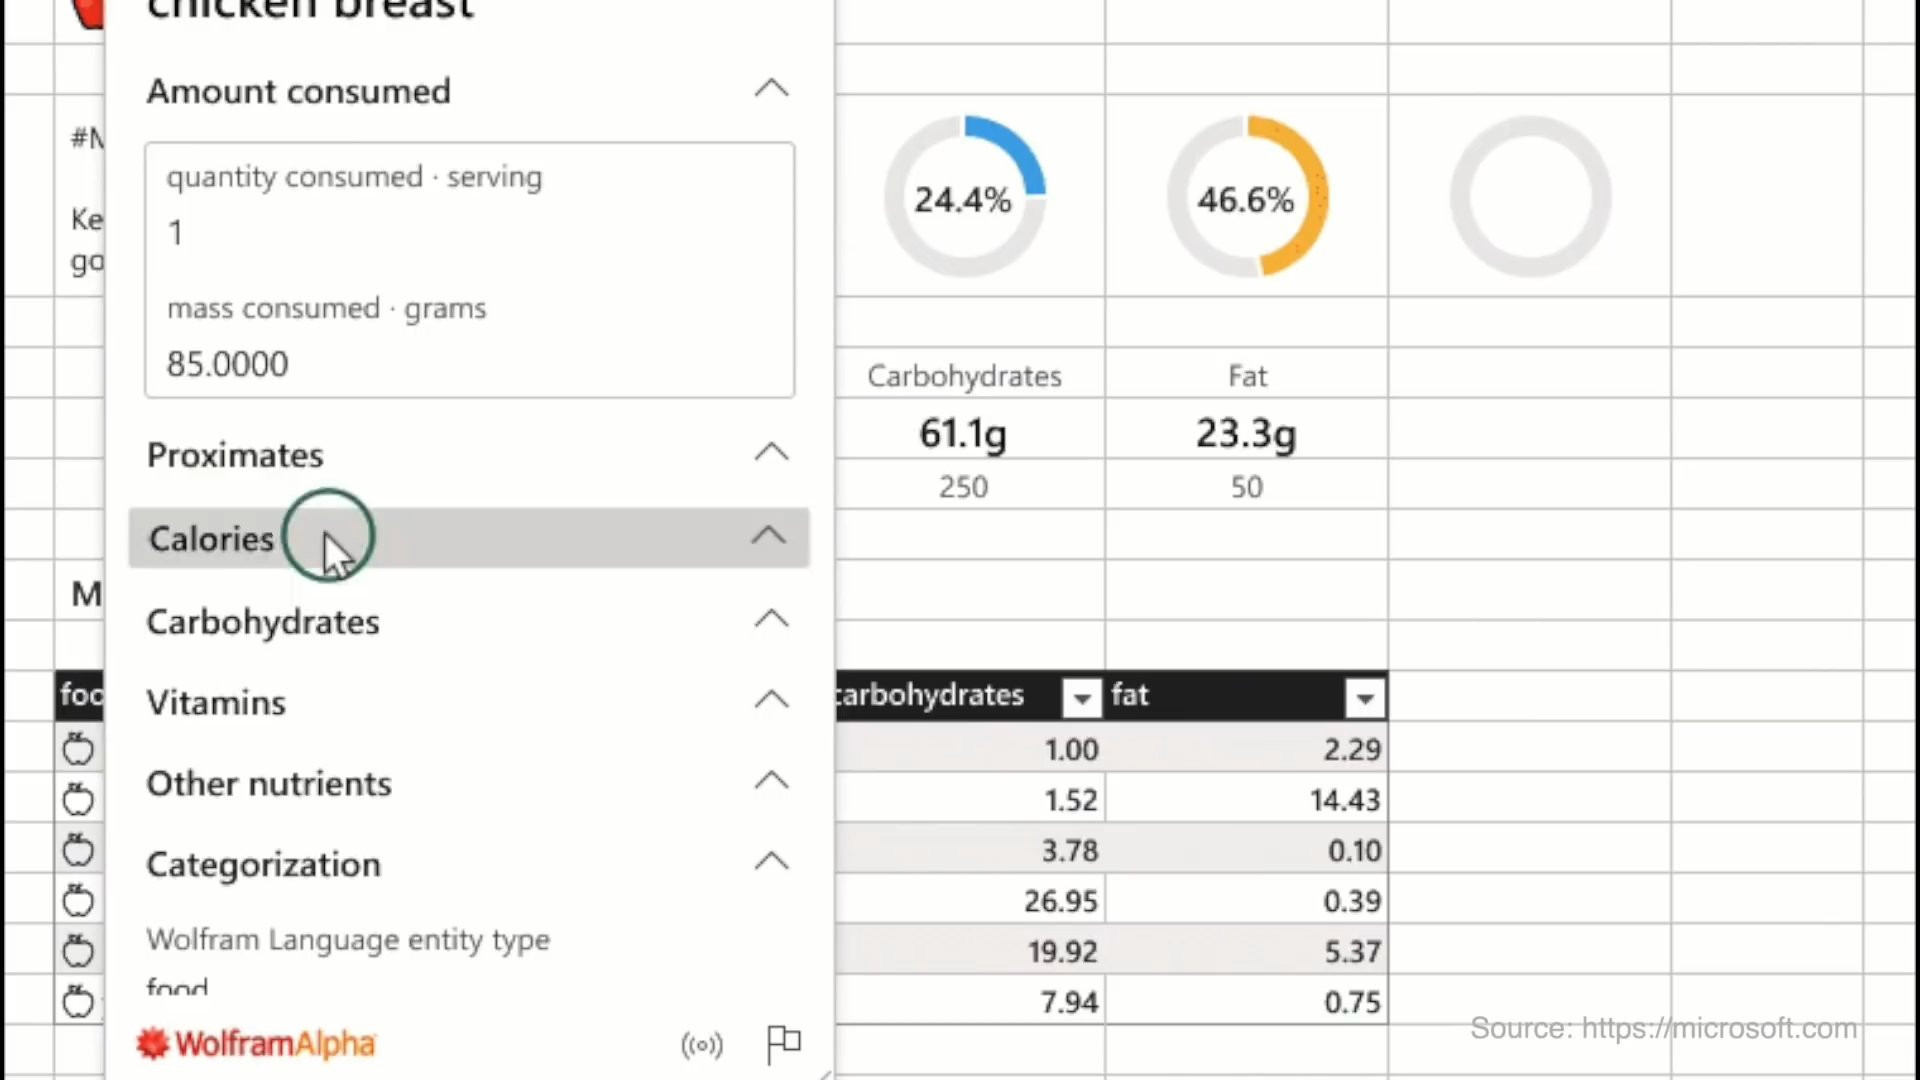 chicken breast
Amount consumed
quantity consumed · serving
1
mass consumed · grams
85.0000
Proximates
Calories
Carbohydrates
Vitamins
Other nutrients
Categorization
Wolfram Language entity type
food
WolframAlpha
#M
Ke
go
M
foo
24.4%
46.6%
Carbohydrates
Fat
61.1g
23.3g
250
50
carbohydrates
fat
1.00
2.29
1.52
14.43
3.78
0.10
26.95
0.39
19.92
5.37
7.94
0.75
Source: https://microsoft.com